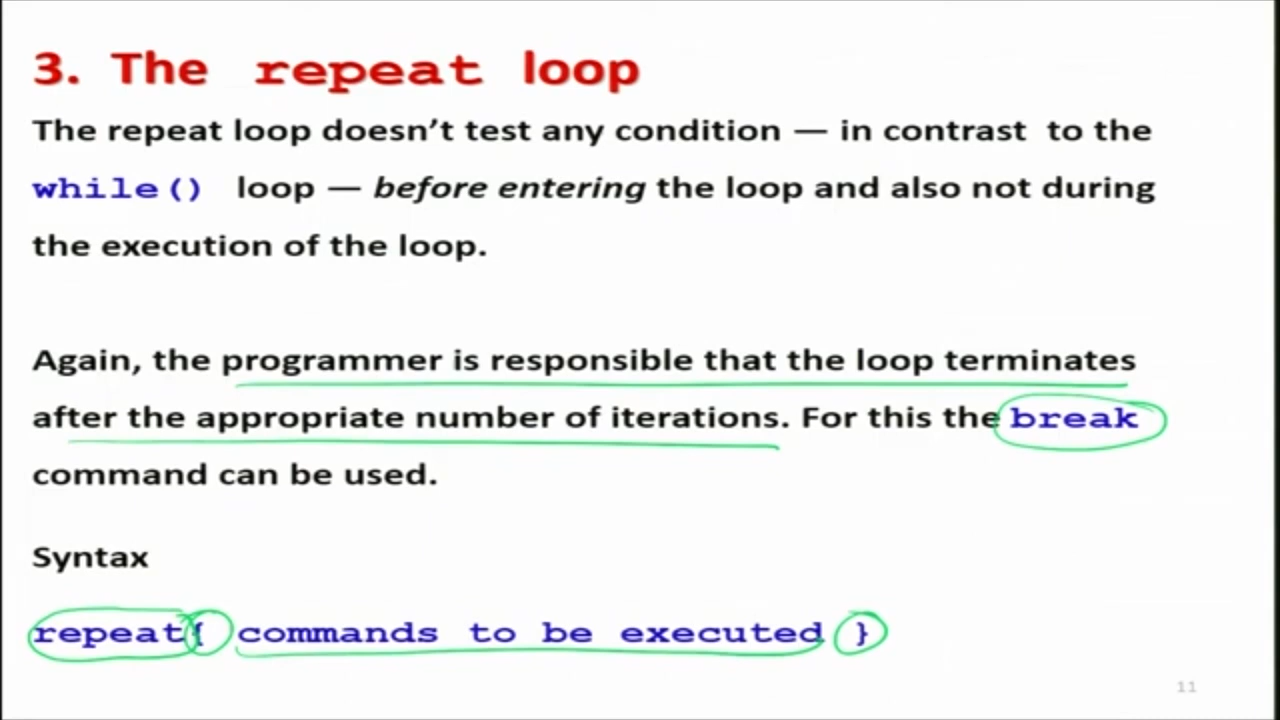 3. The repeat loop
The repeat loop doesn’t test any condition — in contrast to the
while() loop — before entering the loop and also not during
the execution of the loop.
Again, the programmer is responsible that the loop terminates
after the appropriate number of iterations. For this the break
command can be used.
Syntax
repeat{ commands to be executed }
11